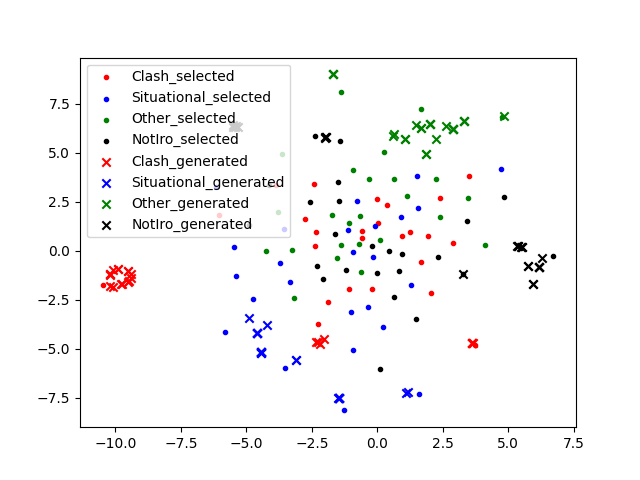 7.5
5.0
2.5
0.0
−2.5
−5.0
−7.5
Clash_selected
Situational_selected
Other_selected
NotIro_selected
Clash_generated
Situational_generated
Other_generated
NotIro_generated
−10.0
−7.5
−5.0
−2.5
0.0
2.5
5.0
7.5